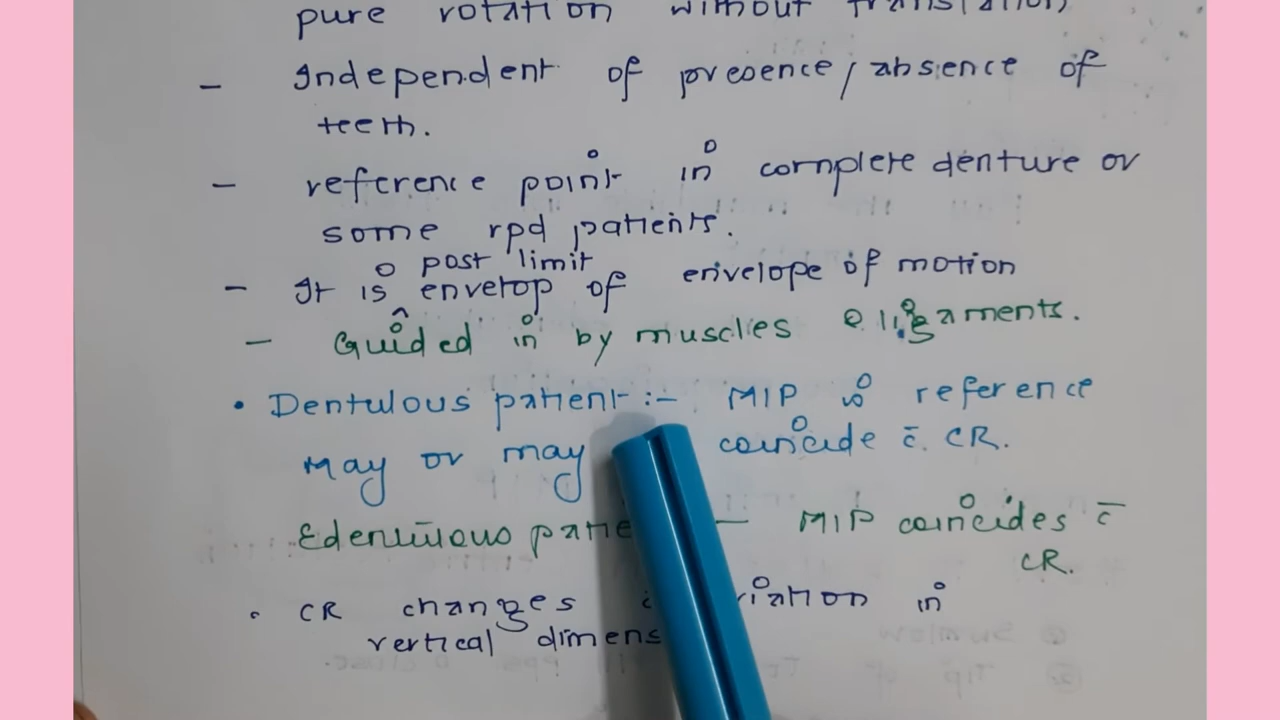 pure rotation without translation
- Independent of presence/absence of
teeth.
- reference point in complete denture or
some rpd patients.
post limit
- It is envelop of envelope of motion
- Guided in by muscles & ligaments.
• Dentulous patient :- MIP is reference
May or may coincide c̄. CR.
Edentulous patie - MIP coincides c̄
CR.
• CR changes in
vertical dimens